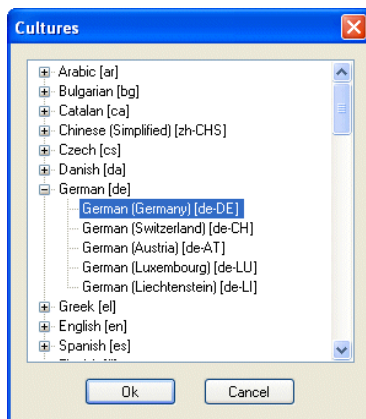 Cultures
Arabic [ar]
Bulgarian [bg]
Catalan [ca]
Chinese (Simplified) [zh-CHS]
Czech [cs]
Danish [da]
German [de]
German (Germany) [de-DE]
German (Switzerland) [de-CH]
German (Austria) [de-AT]
German (Luxembourg) [de-LU]
German (Liechtenstein) [de-LI]
Greek [el]
English [en]
Spanish [es]
Ok
Cancel